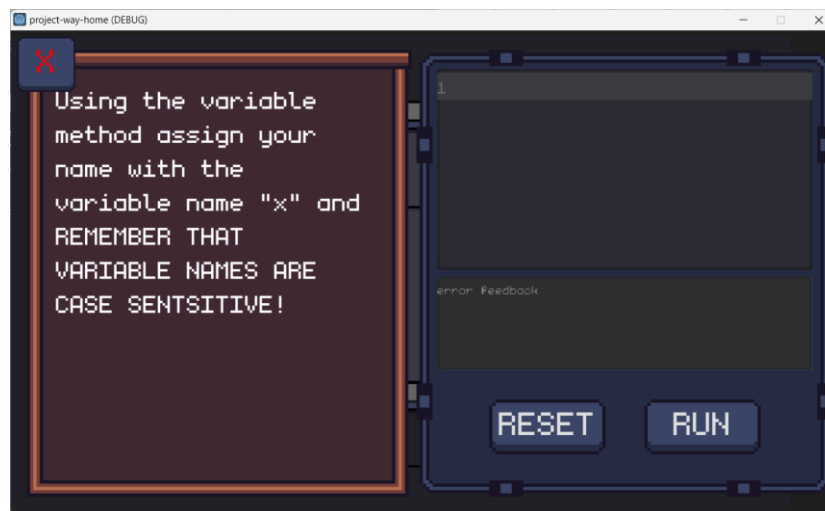 project-way-home (DEBUG)
X
Using the variable
method assign your
name with the
variable name "x" and
REMEMBER THAT
VARIABLE NAMES ARE
CASE SENTSITIVE!
1
error feedback
RESET
RUN